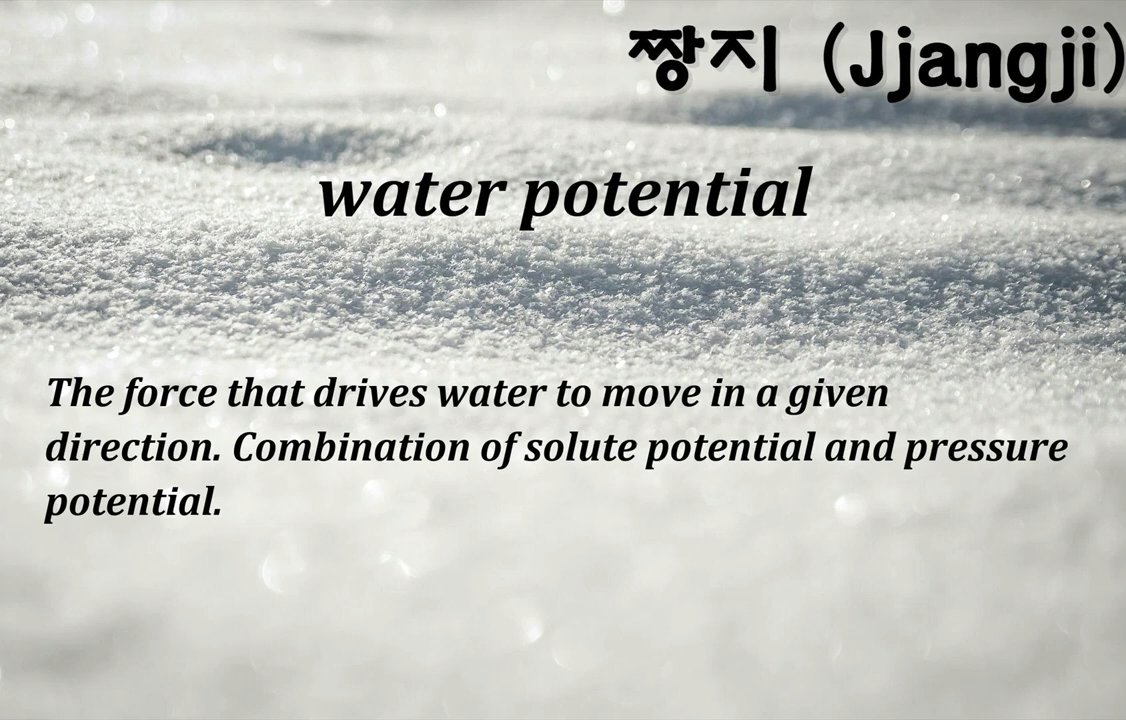 짱지 (Jjangji)
water potential
The force that drives water to move in a given
direction. Combination of solute potential and pressure
potential.